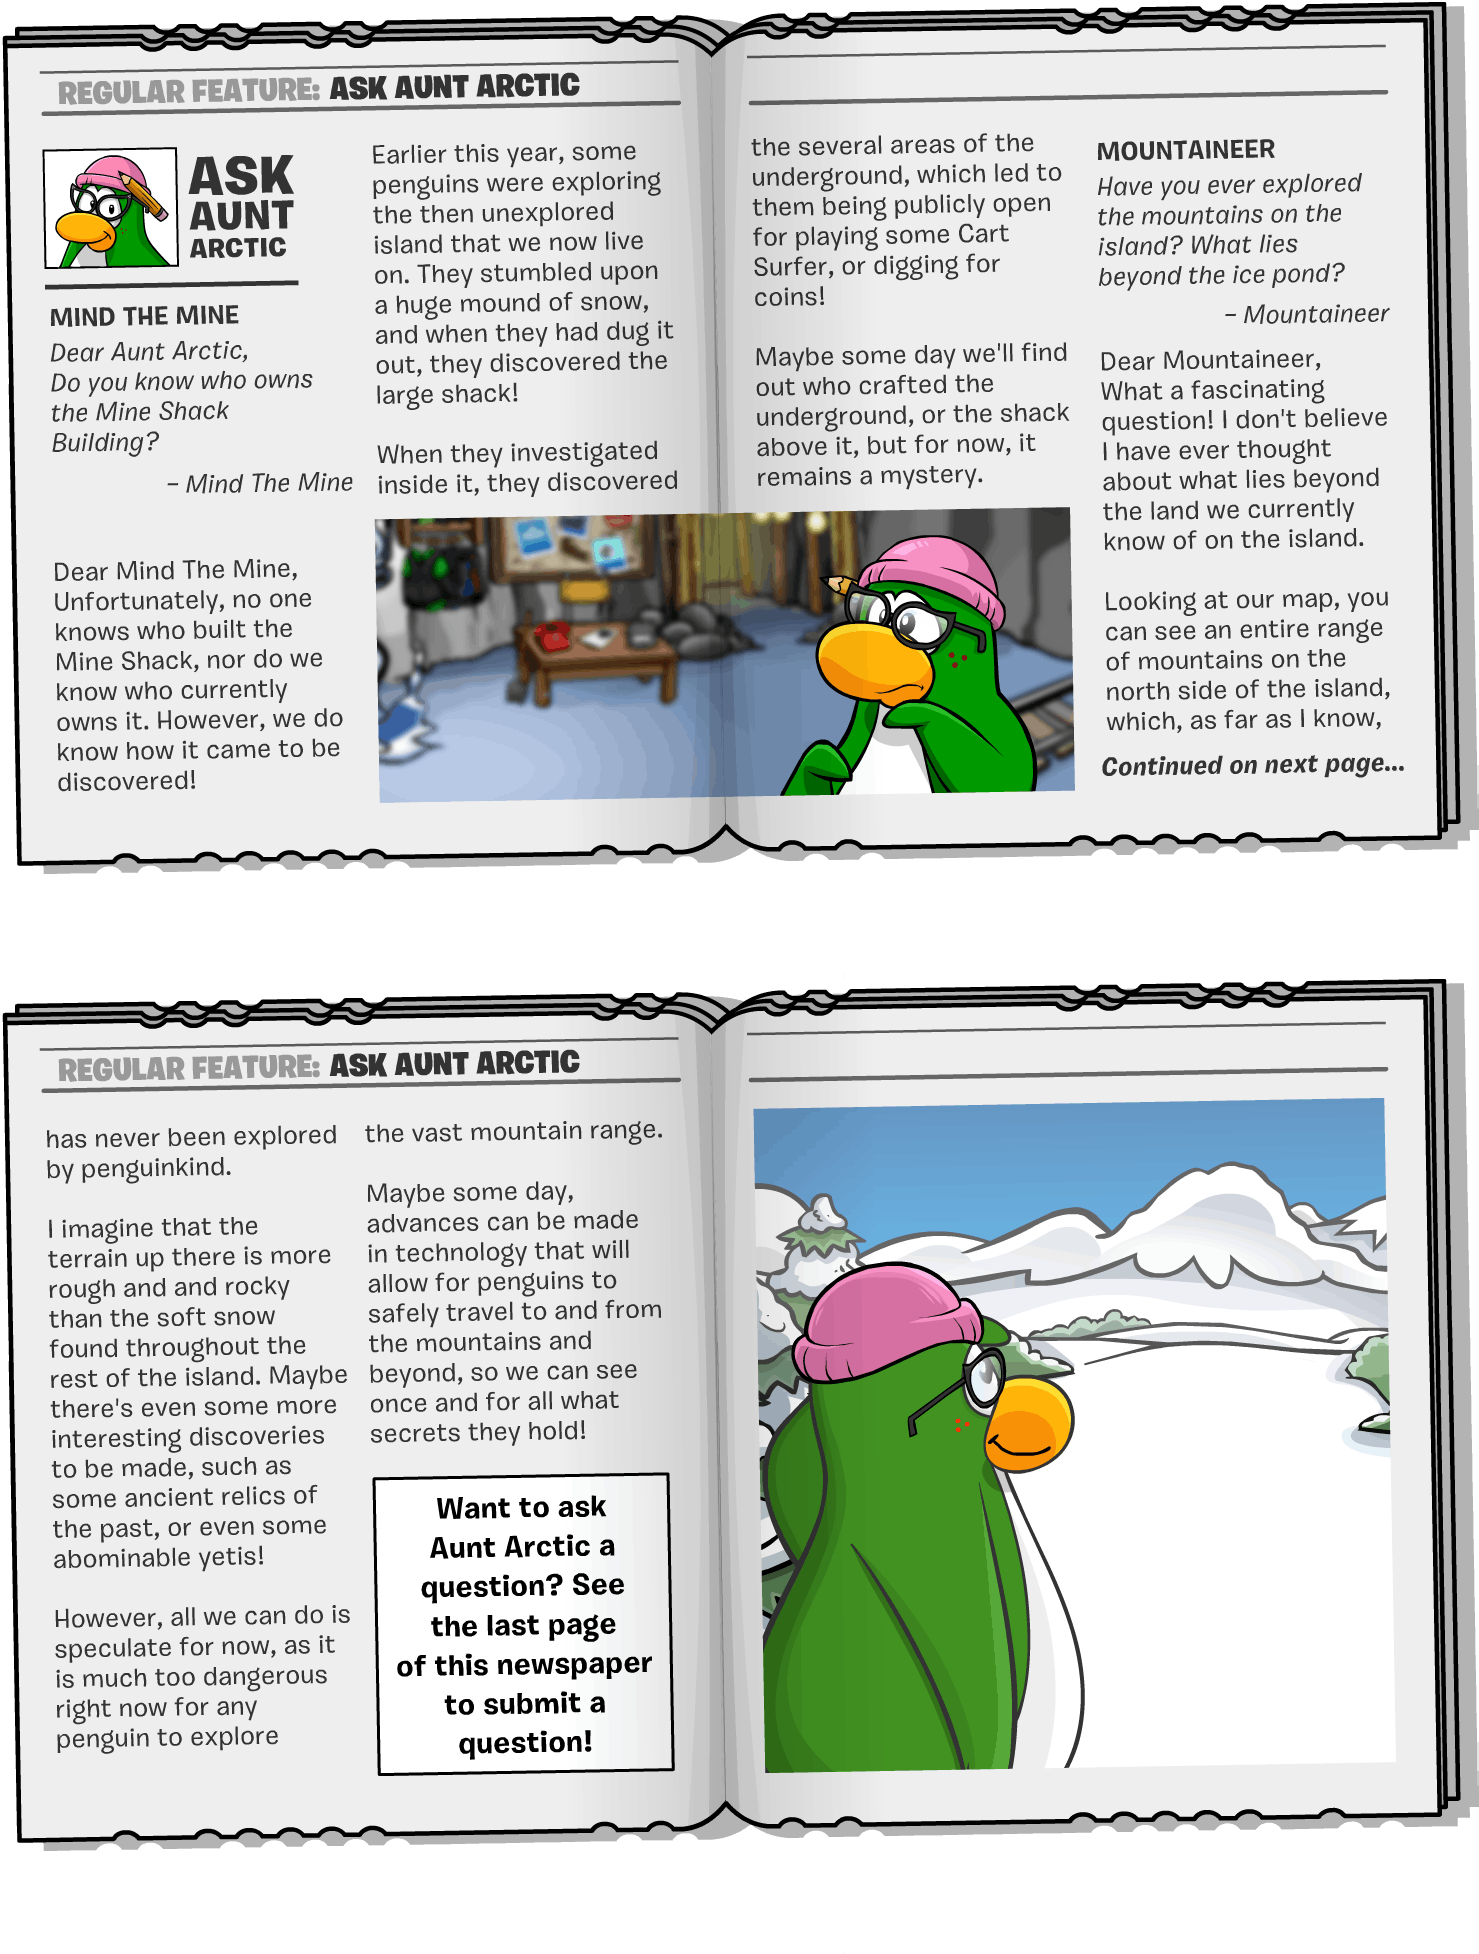 REGULAR FEATURE: ASK AUNT ARCTIC
ASK
AUNT
ARCTIC
MIND THE MINE
Dear Aunt Arctic,
Do you know who owns
the Mine Shack
Building?
– Mind The Mine
Dear Mind The Mine,
Unfortunately, no one
knows who built the
Mine Shack, nor do we
know who currently
owns it. However, we do
know how it came to be
discovered!
Earlier this year, some
penguins were exploring
the then unexplored
island that we now live
on. They stumbled upon
a huge mound of snow,
and when they had dug it
out, they discovered the
large shack!
When they investigated
inside it, they discovered
the several areas of the
underground, which led to
them being publicly open
for playing some Cart
Surfer, or digging for
coins!
Maybe some day we'll find
out who crafted the
underground, or the shack
above it, but for now, it
remains a mystery.
MOUNTAINEER
Have you ever explored
the mountains on the
island? What lies
beyond the ice pond?
– Mountaineer
Dear Mountaineer,
What a fascinating
question! I don't believe
I have ever thought
about what lies beyond
the land we currently
know of on the island.
Looking at our map, you
can see an entire range
of mountains on the
north side of the island,
which, as far as I know,
Continued on next page...
REGULAR FEATURE: ASK AUNT ARCTIC
has never been explored
by penguinkind.
I imagine that the
terrain up there is more
rough and and rocky
than the soft snow
found throughout the
rest of the island. Maybe
there's even some more
interesting discoveries
to be made, such as
some ancient relics of
the past, or even some
abominable yetis!
However, all we can do is
speculate for now, as it
is much too dangerous
right now for any
penguin to explore
the vast mountain range.
Maybe some day,
advances can be made
in technology that will
allow for penguins to
safely travel to and from
the mountains and
beyond, so we can see
once and for all what
secrets they hold!
Want to ask
Aunt Arctic a
question? See
the last page
of this newspaper
to submit a
question!